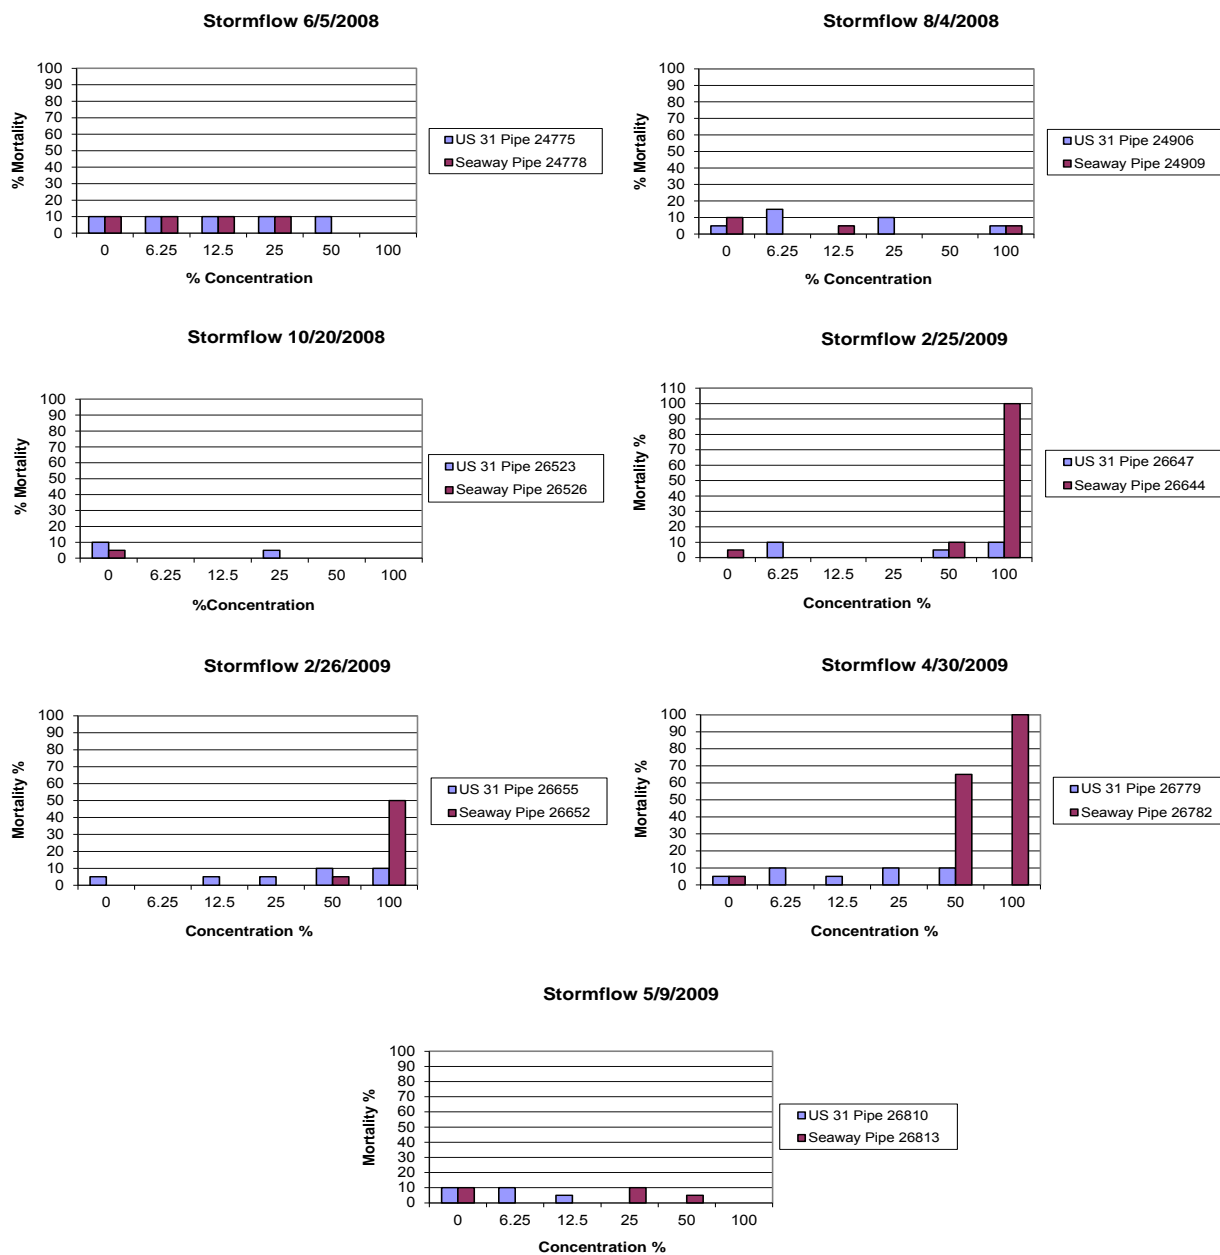 Stormflow 6/5/2008
100
90
80
70
60
50
40
30
20
10
0
% Mortality
0 6.25 12.5 25 50 100
% Concentration
US 31 Pipe 24775
Seaway Pipe 24778
Stormflow 8/4/2008
100
90
80
70
60
50
40
30
20
10
0
% Mortality
0 6.25 12.5 25 50 100
% Concentration
US 31 Pipe 24906
Seaway Pipe 24909
Stormflow 10/20/2008
100
90
80
70
60
50
40
30
20
10
0
% Mortality
0 6.25 12.5 25 50 100
%Concentration
US 31 Pipe 26523
Seaway Pipe 26526
Stormflow 2/25/2009
110
100
90
80
70
60
50
40
30
20
10
0
Mortality %
0 6.25 12.5 25 50 100
Concentration %
US 31 Pipe 26647
Seaway Pipe 26644
Stormflow 2/26/2009
100
90
80
70
60
50
40
30
20
10
0
Mortality %
0 6.25 12.5 25 50 100
Concentration %
US 31 Pipe 26655
Seaway Pipe 26652
Stormflow 4/30/2009
100
90
80
70
60
50
40
30
20
10
0
Mortality %
0 6.25 12.5 25 50 100
Concentration %
US 31 Pipe 26779
Seaway Pipe 26782
Stormflow 5/9/2009
100
90
80
70
60
50
40
30
20
10
0
Mortality %
0 6.25 12.5 25 50 100
Concentration %
US 31 Pipe 26810
Seaway Pipe 26813